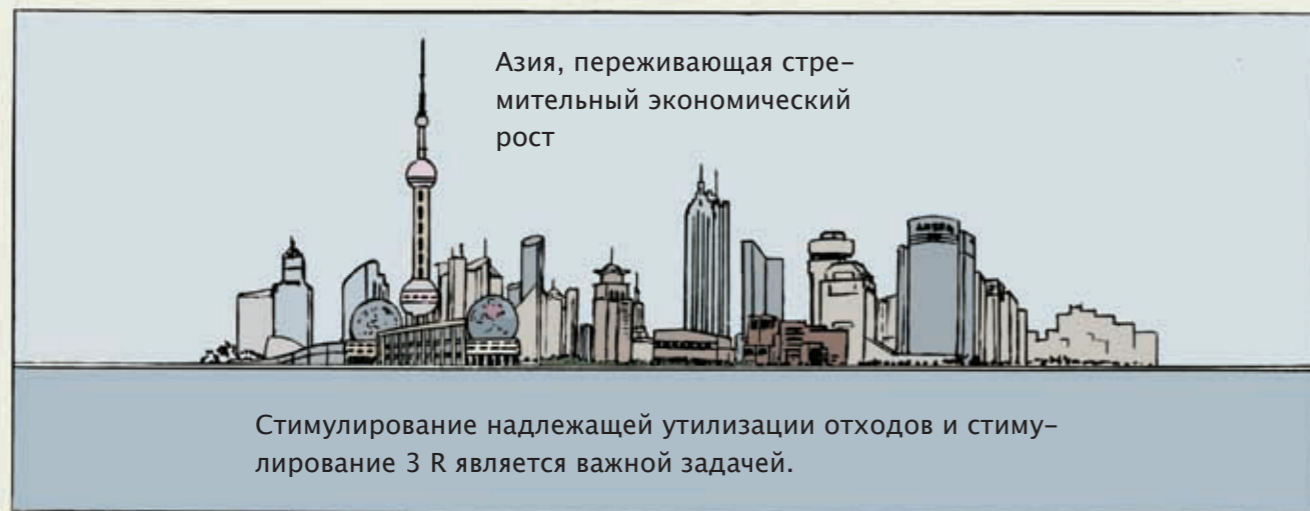 Азия, переживающая стре-
мительный экономический
рост
Стимулирование надлежащей утилизации отходов и стиму-
лирование 3 R является важной задачей.